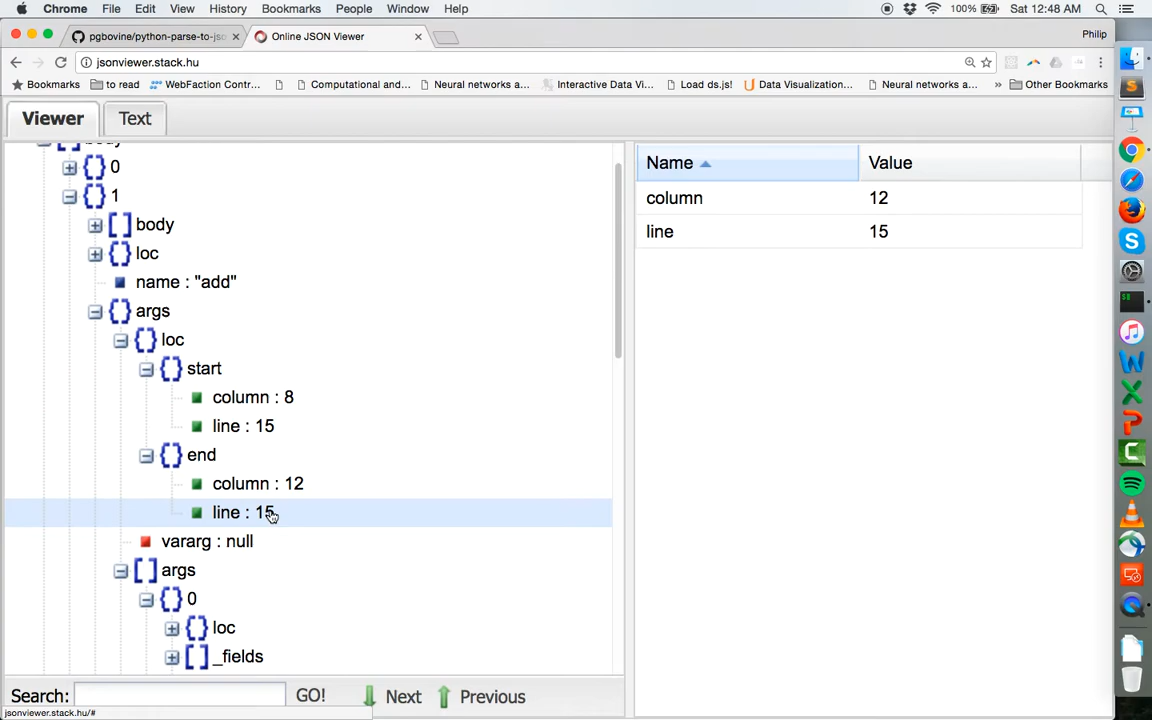 Chrome File Edit View History Bookmarks People Window Help 100% Sat 12:48 AM
pgbovine/python-parse-to-jso Online JSON Viewer Philip
jsonviewer.stack.hu
Bookmarks to read WebFaction Contr... Computational and... Neural networks a... Interactive Data Vi... Load ds.js! Data Visualization... Neural networks a... » Other Bookmarks
Viewer Text
body
0
1
body
loc
name : "add"
args
loc
start
column : 8
line : 15
end
column : 12
line : 15
vararg : null
args
0
loc
_fields
Name Value
column 12
line 15
Search: GO! Next Previous
jsonviewer.stack.hu/#